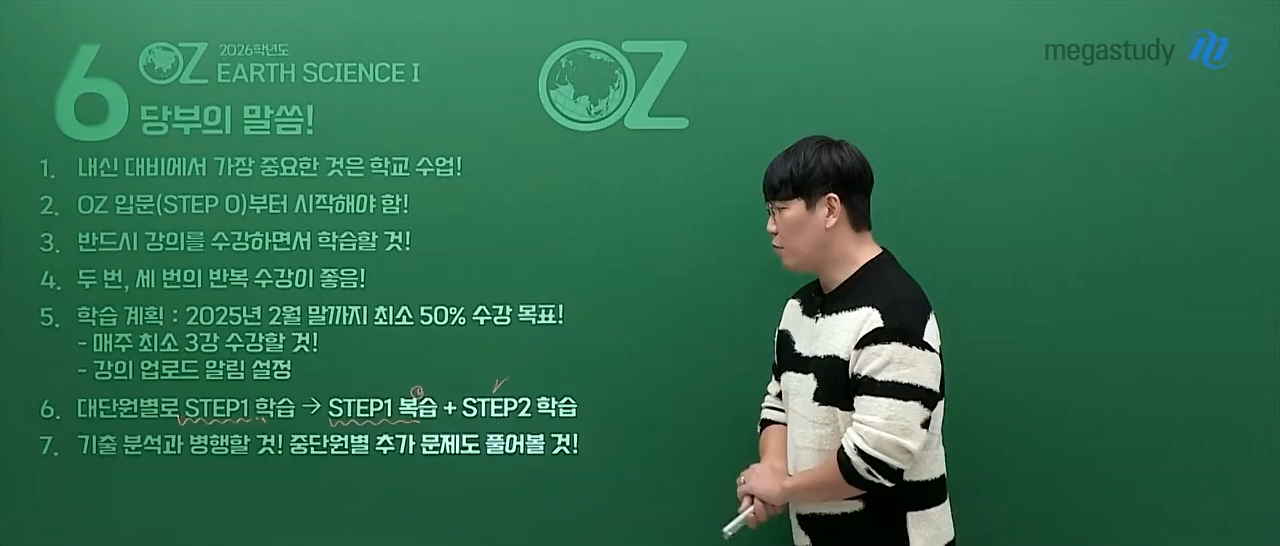 6
OZ 2026학년도
EARTH SCIENCE I
당부의 말씀!
OZ
megastudy
1. 내신 대비에서 가장 중요한 것은 학교 수업!
2. OZ 입문(STEP 0)부터 시작해야 함!
3. 반드시 강의를 수강하면서 학습할 것!
4. 두 번, 세 번의 반복 수강이 좋음!
5. 학습 계획 : 2025년 2월 말까지 최소 50% 수강 목표!
- 매주 최소 3강 수강할 것!
- 강의 업로드 알림 설정
6. 대단원별로 STEP1 학습 → STEP1 복습 + STEP2 학습
7. 기출 분석과 병행할 것! 중단원별 추가 문제도 풀어볼 것!